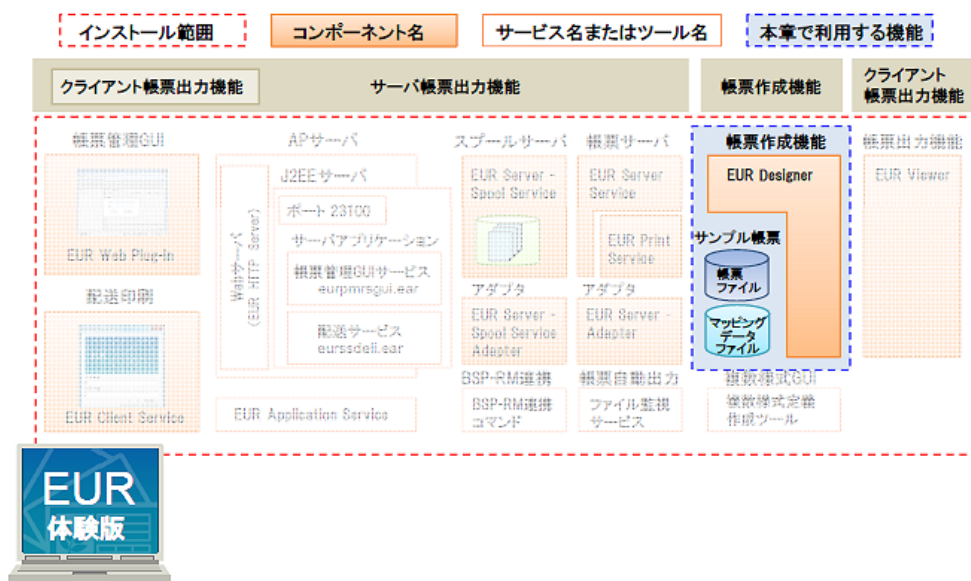 インストール範囲
コンポーネント名
サービス名またはツール名
本章で利用する機能
クライアント帳票出力機能
サーバ帳票出力機能
帳票作成機能
クライアント
帳票出力機能
帳票管理GUI
EUR Web Plug-in
配送印刷
EUR Client Service
APサーバ
J2EEサーバ
Webサーバ
(EUR HTTP Server)
ポート 23100
サーバアプリケーション
帳票管理GUIサービス
eurpmrsgui.ear
配送サービス
eurssdeli.ear
EUR Application Service
スプールサーバ
EUR Server -
Spool Service
アダプタ
EUR Server -
Spool Service
Adapter
BSP-RM連携
BSP-RM連携
コマンド
帳票サーバ
EUR Server
Service
EUR Print
Service
アダプタ
EUR Server -
Adapter
帳票自動出力
ファイル監視
サービス
帳票作成機能
EUR Designer
サンプル帳票
帳票
ファイル
マッピング
データ
ファイル
複数様式GUI
複数様式定義
作成ツール
帳票出力機能
EUR Viewer
EUR
体験版